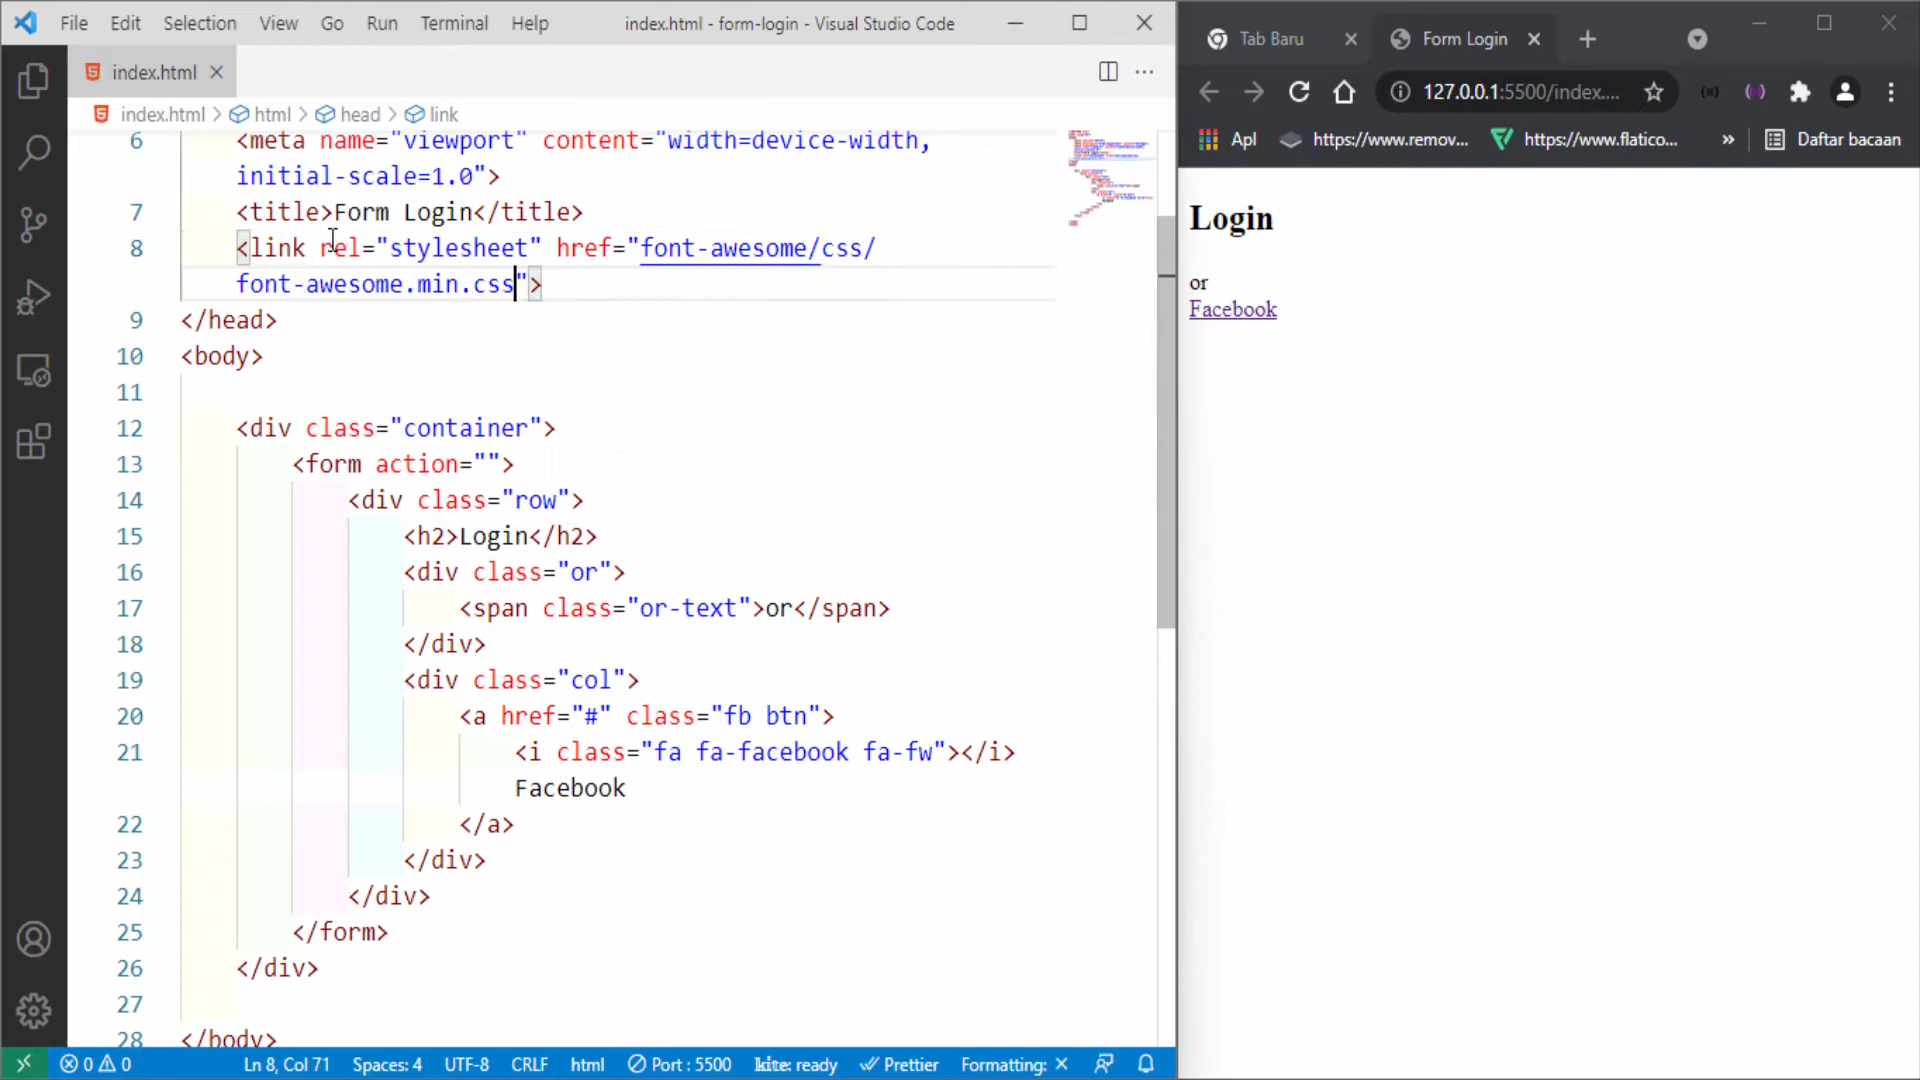 File Edit Selection View Go Run Terminal Help index.html - form-login - Visual Studio Code
index.html
index.html > html > head > link
6 <meta name="viewport" content="width=device-width,
initial-scale=1.0">
7 <title>Form Login</title>
8 <link rel="stylesheet" href="font-awesome/css/
font-awesome.min.css">
9 </head>
10 <body>
11
12 <div class="container">
13 <form action="">
14 <div class="row">
15 <h2>Login</h2>
16 <div class="or">
17 <span class="or-text">or</span>
18 </div>
19 <div class="col">
20 <a href="#" class="fb btn">
21 <i class="fa fa-facebook fa-fw"></i>
Facebook
22 </a>
23 </div>
24 </div>
25 </form>
26 </div>
27
28 </body>
0 0 Ln 8, Col 71 Spaces: 4 UTF-8 CRLF html Port : 5500 kite: ready Prettier Formatting: ×
Tab Baru Form Login
127.0.0.1:5500/index....
Apl https://www.remov... https://www.flatico... » Daftar bacaan
Login
or
Facebook